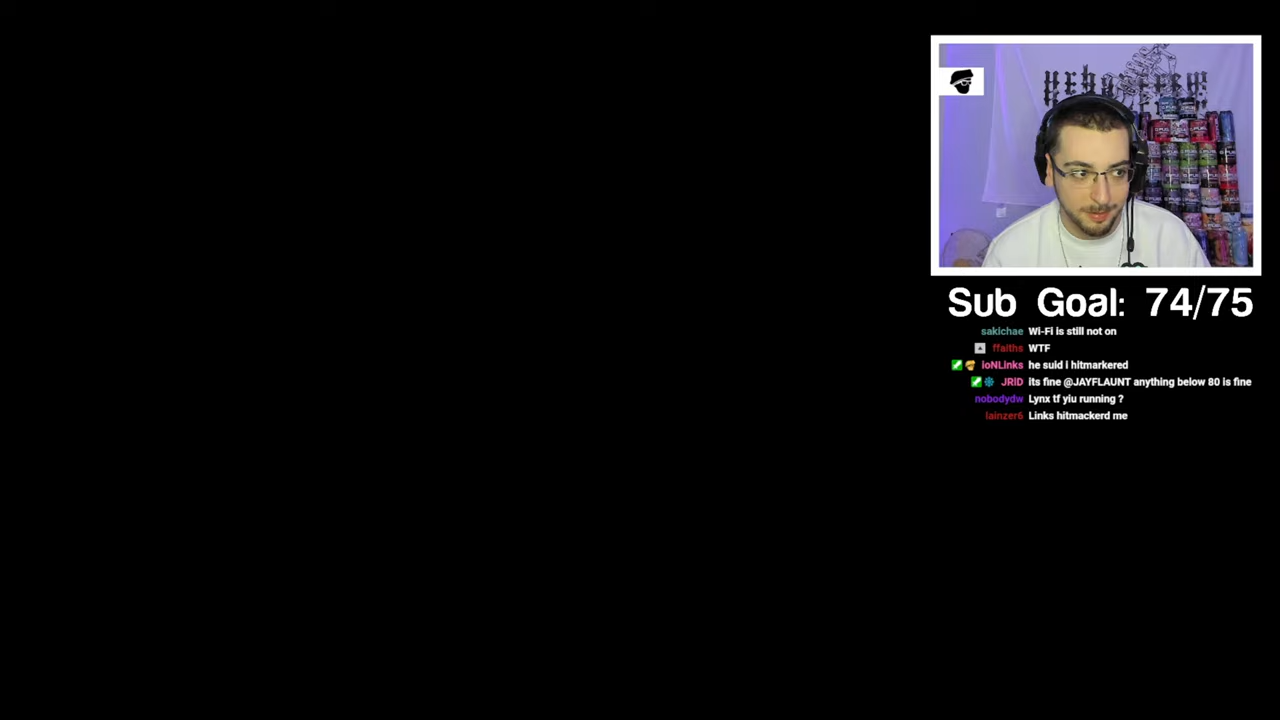 Sub Goal: 74/75
sakichae Wi-Fi is still not on
ffaiths WTF
ioNLinks he suid i hitmarkered
JRID its fine @JAYFLAUNT anything below 80 is fine
nobodydw Lynx tf yiu running ?
lainzer6 Links hitmackerd me